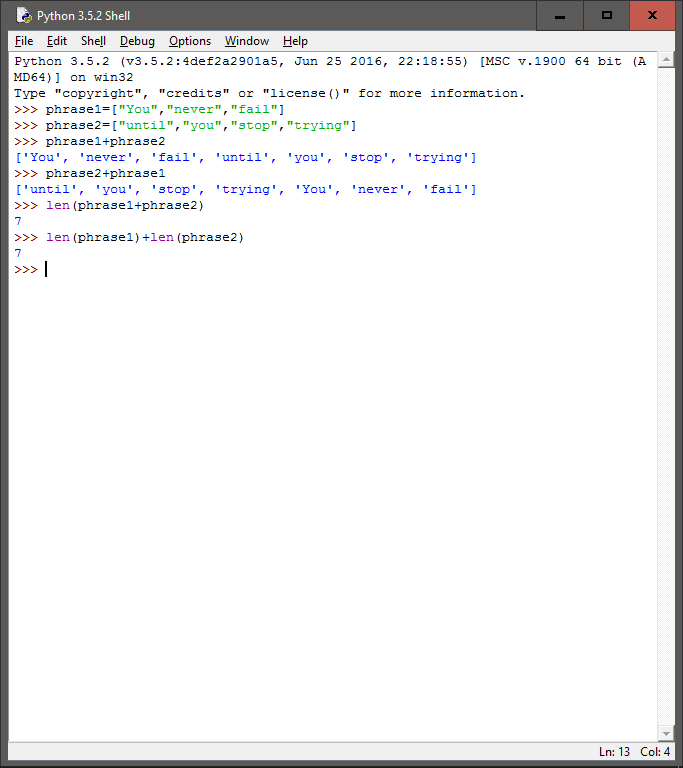 Python 3.5.2 Shell
File Edit Shell Debug Options Window Help
Python 3.5.2 (v3.5.2:4def2a2901a5, Jun 25 2016, 22:18:55) [MSC v.1900 64 bit (A
MD64)] on win32
Type "copyright", "credits" or "license()" for more information.
>>> phrase1=["You","never","fail"]
>>> phrase2=["until","you","stop","trying"]
>>> phrase1+phrase2
['You', 'never', 'fail', 'until', 'you', 'stop', 'trying']
>>> phrase2+phrase1
['until', 'you', 'stop', 'trying', 'You', 'never', 'fail']
>>> len(phrase1+phrase2)
7
>>> len(phrase1)+len(phrase2)
7
>>>
Ln: 13 Col: 4